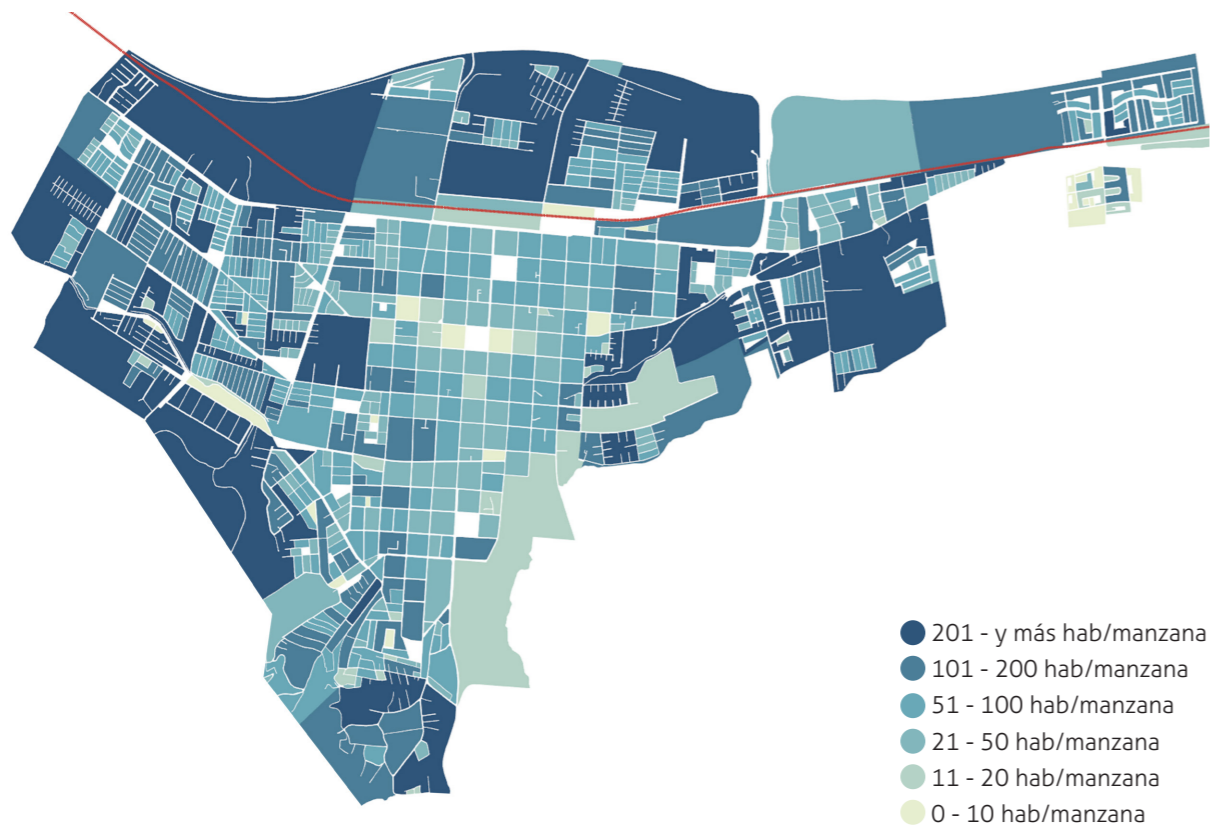 201 - y más hab/manzana
101 - 200 hab/manzana
51 - 100 hab/manzana
21 - 50 hab/manzana
11 - 20 hab/manzana
0 - 10 hab/manzana